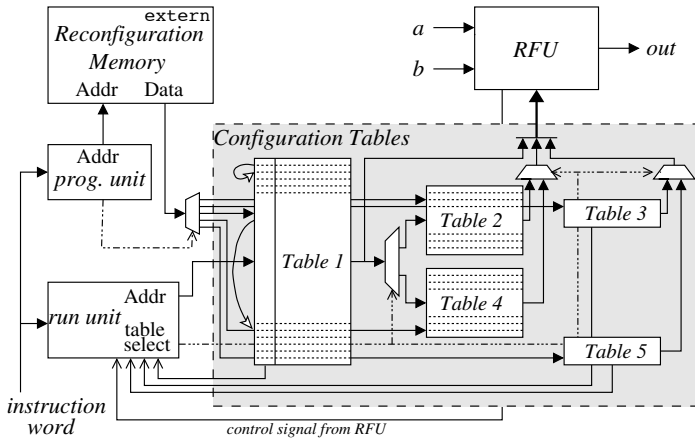 extern
Reconfiguration
Memory
Addr Data
a
b
RFU
out
Configuration Tables
Addr
prog. unit
Table 1
Table 2
Table 3
Table 4
Table 5
Addr
run unit
table
select
instruction
word
control signal from RFU